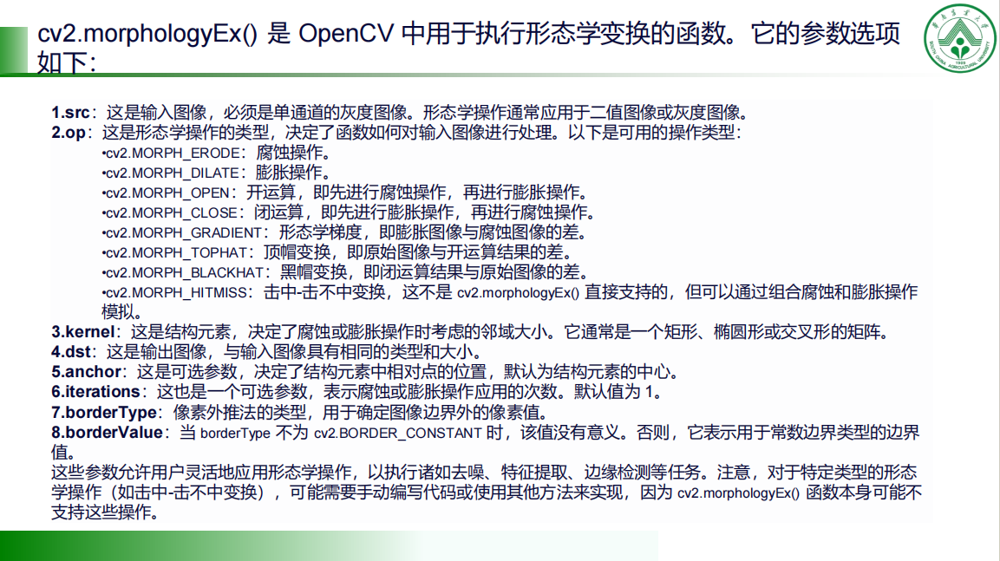 cv2.morphologyEx() 是 OpenCV 中用于执行形态学变换的函数。它的参数选项
如下：
华南农业大学
SOUTH CHINA AGRICULTURAL UNIVERSITY
1909
1.src：这是输入图像，必须是单通道的灰度图像。形态学操作通常应用于二值图像或灰度图像。
2.op：这是形态学操作的类型，决定了函数如何对输入图像进行处理。以下是可用的操作类型：
•cv2.MORPH_ERODE：腐蚀操作。
•cv2.MORPH_DILATE：膨胀操作。
•cv2.MORPH_OPEN：开运算，即先进行腐蚀操作，再进行膨胀操作。
•cv2.MORPH_CLOSE：闭运算，即先进行膨胀操作，再进行腐蚀操作。
•cv2.MORPH_GRADIENT：形态学梯度，即膨胀图像与腐蚀图像的差。
•cv2.MORPH_TOPHAT：顶帽变换，即原始图像与开运算结果的差。
•cv2.MORPH_BLACKHAT：黑帽变换，即闭运算结果与原始图像的差。
•cv2.MORPH_HITMISS：击中-击不中变换，这不是 cv2.morphologyEx() 直接支持的，但可以通过组合腐蚀和膨胀操作
模拟。
3.kernel：这是结构元素，决定了腐蚀或膨胀操作时考虑的邻域大小。它通常是一个矩形、椭圆形或交叉形的矩阵。
4.dst：这是输出图像，与输入图像具有相同的类型和大小。
5.anchor：这是可选参数，决定了结构元素中相对点的位置，默认为结构元素的中心。
6.iterations：这也是一个可选参数，表示腐蚀或膨胀操作应用的次数。默认值为 1。
7.borderType：像素外推法的类型，用于确定图像边界外的像素值。
8.borderValue：当 borderType 不为 cv2.BORDER_CONSTANT 时，该值没有意义。否则，它表示用于常数边界类型的边界
值。
这些参数允许用户灵活地应用形态学操作，以执行诸如去噪、特征提取、边缘检测等任务。注意，对于特定类型的形态
学操作（如击中-击不中变换），可能需要手动编写代码或使用其他方法来实现，因为 cv2.morphologyEx() 函数本身可能不
支持这些操作。